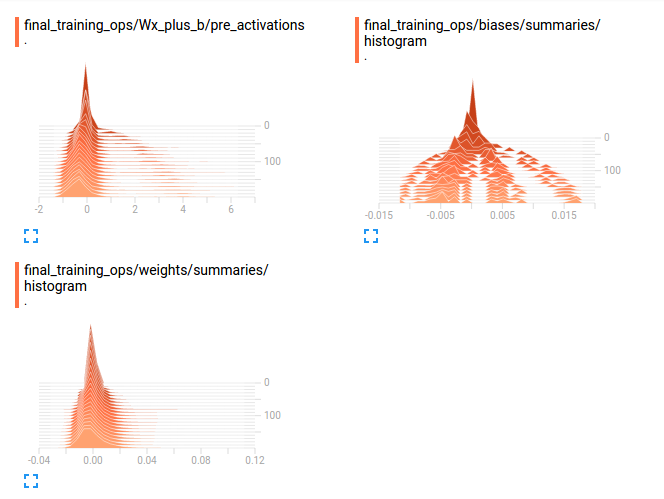 final_training_ops/Wx_plus_b/pre_activations
.
0
100
-2 0 2 4 6
final_training_ops/biases/summaries/
histogram
.
0
100
-0.015 -0.005 0.005 0.015
final_training_ops/weights/summaries/
histogram
.
0
100
-0.04 0.00 0.04 0.08 0.12